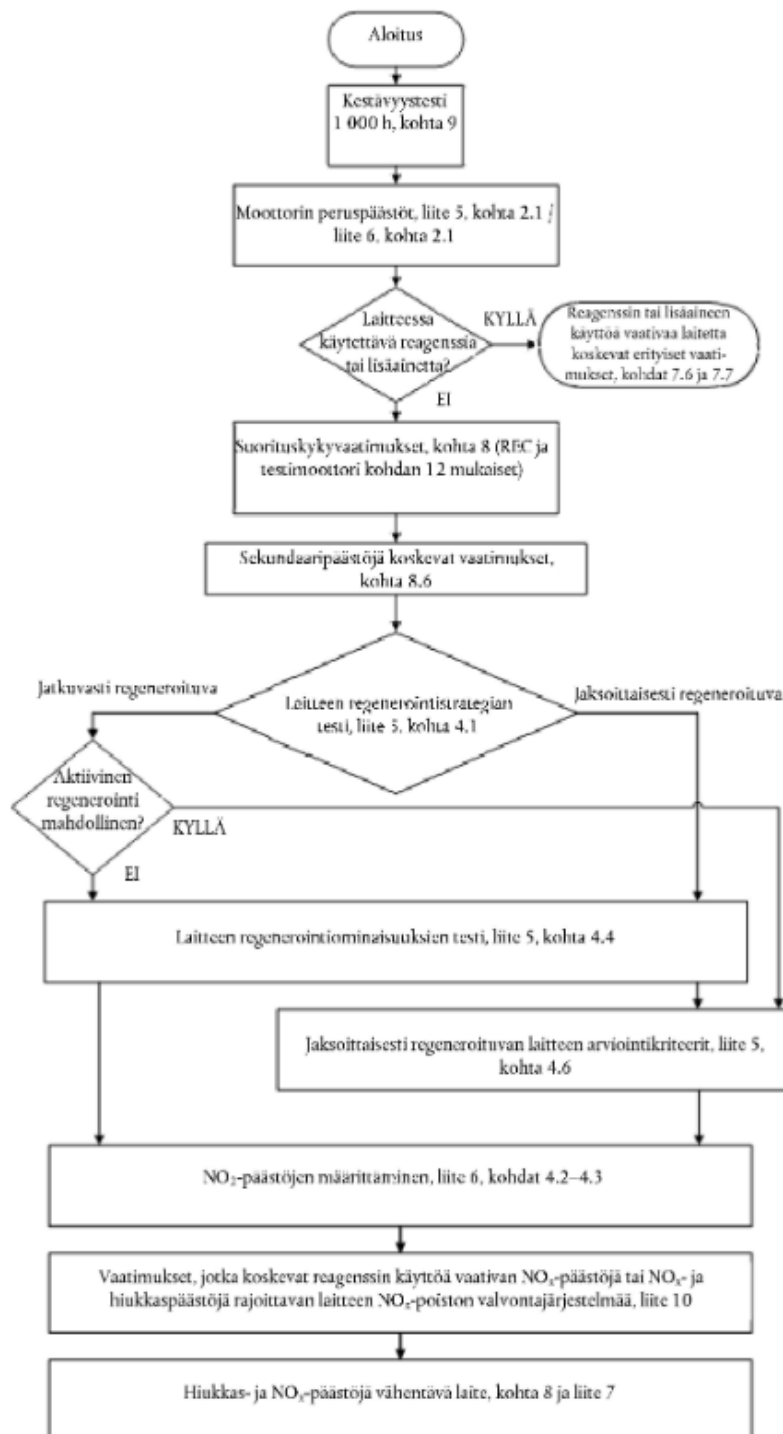 Aloitus
Kestävyystesti
1 000 h, kohta 9
Moottorin peruspäästöt, liite 5, kohta 2.1 /
liite 6, kohta 2.1
Laitteessa
käytettävä reagenssia
tai lisäainetta?
KYLLÄ
Reagenssin tai lisäaineen
käyttöä vaativaa laitetta
koskevat erityiset vaati-
mukset, kohdat 7.6 ja 7.7
EI
Suorituskykyvaatimukset, kohta 8 (REC ja
testimoottori kohdan 12 mukaiset)
Sekundaaripäästöjä koskevat vaatimukset,
kohta 8.6
Jatkuvasti regeneroituva
Laitteen regenerointistrategian
testi, liite 5, kohta 4.1
Jaksoittaisesti regeneroituva
Aktiivinen
regenerointi
mahdollinen?
KYLLÄ
EI
Laitteen regenerointiominaisuuksien testi, liite 5, kohta 4.4
Jaksoittaisesti regeneroituvan laitteen arviointikriteerit, liite 5,
kohta 4.6
NO₂-päästöjen määrittäminen, liite 6, kohdat 4.2–4.3
Vaatimukset, jotka koskevat reagenssin käyttöä vaativan NOₓ-päästöjä tai NOₓ- ja
hiukkaspäästöjä rajoittavan laitteen NOₓ-poiston valvontajärjestelmää, liite 10
Hiukkas- ja NOₓ-päästöjä vähentävä laite, kohta 8 ja liite 7